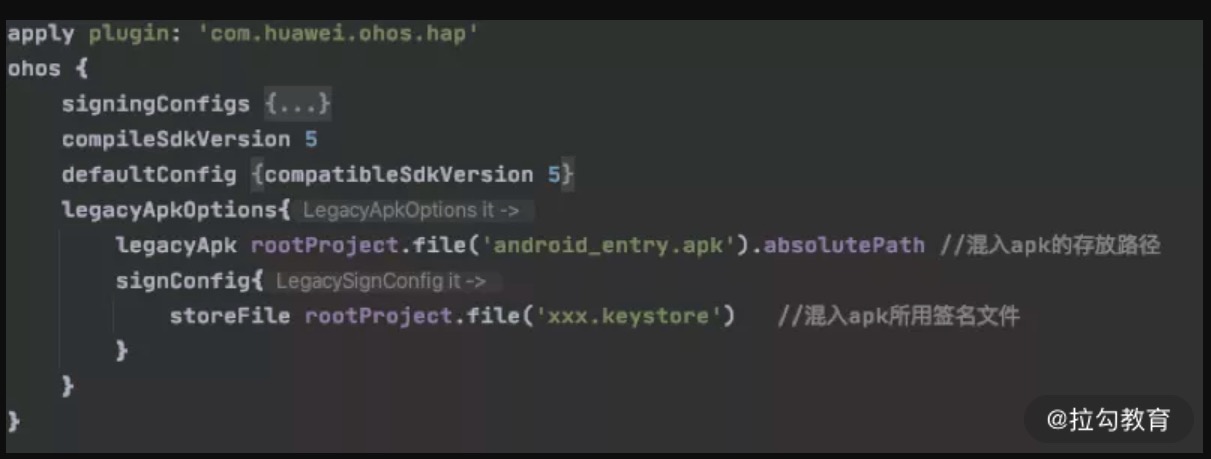 apply plugin: 'com.huawei.ohos.hap'
ohos {
    signingConfigs {...}
    compileSdkVersion 5
    defaultConfig {compatibleSdkVersion 5}
    legacyApkOptions{ LegacyApkOptions it ->
        legacyApk rootProject.file('android_entry.apk').absolutePath //混入apk的存放路径
        signConfig{ LegacySignConfig it ->
            storeFile rootProject.file('xxx.keystore')   //混入apk所用签名文件
        }
    }
}
@拉勾教育